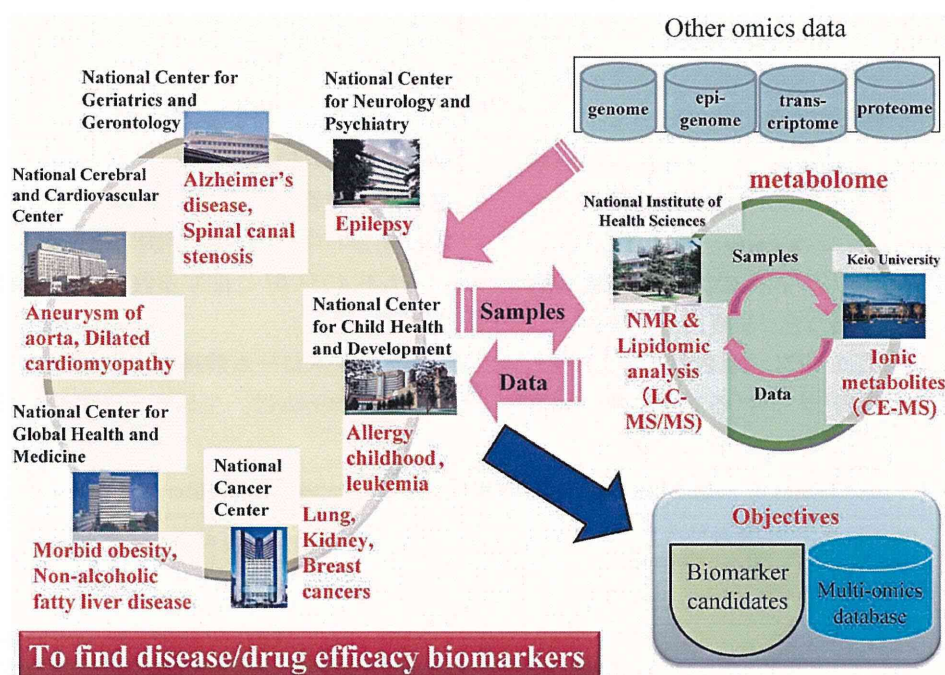 Other omics data
genome
epi-
genome
trans-
criptome
proteome
National Center for
Geriatrics and
Gerontology
National Center
for Neurology and
Psychiatry
Alzheimer's
disease,
Spinal canal
stenosis
Epilepsy
National Cerebral
and Cardiovascular
Center
Aneurysm of
aorta, Dilated
cardiomyopathy
metabolome
National Institute of
Health Sciences
Samples
Keio University
NMR &
Lipidomic
analysis
(LC-
MS/MS)
Data
Ionic
metabolites
(CE-MS)
Samples
Data
National Center
for Child Health
and Development
Allergy
childhood,
leukemia
National Center for
Global Health and
Medicine
Morbid obesity,
Non-alcoholic
fatty liver disease
National
Cancer
Center
Lung,
Kidney,
Breast
cancers
Objectives
Biomarker
candidates
Multi-omics
database
To find disease/drug efficacy biomarkers